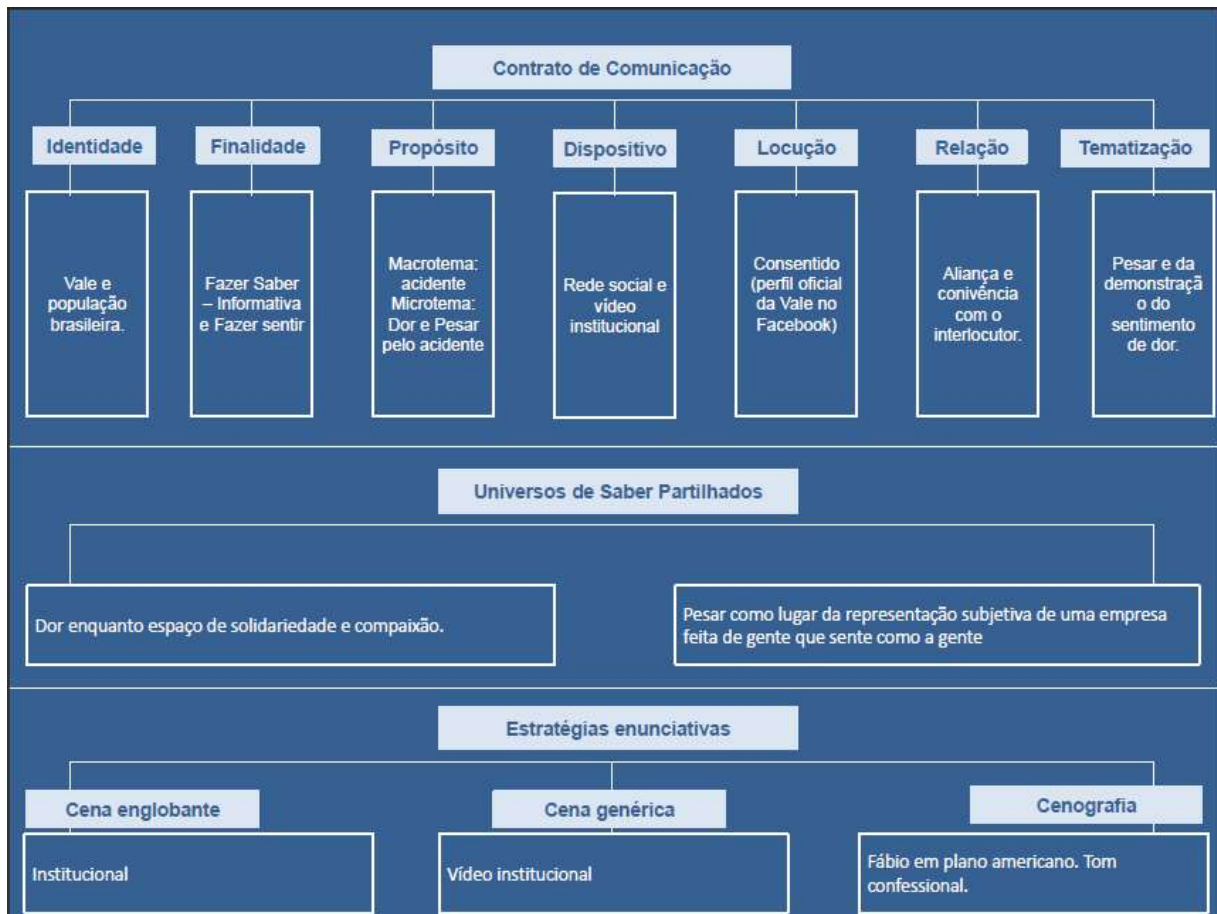 Contrato de Comunicação
Identidade
Finalidade
Propósito
Dispositivo
Locução
Relação
Tematização
Vale e
população
brasileira.
Fazer Saber
– Informativa
e Fazer sentir
Macrotema:
acidente
Microtema:
Dor e Pesar
pelo acidente
Rede social e
vídeo
institucional
Consentido
(perfil oficial
da Vale no
Facebook)
Aliança e
conivência
com o
interlocutor.
Pesar e da
demonstraçã
o do
sentimento
de dor.
Universos de Saber Partilhados
Dor enquanto espaço de solidariedade e compaixão.
Pesar como lugar da representação subjetiva de uma empresa
feita de gente que sente como a gente
Estratégias enunciativas
Cena englobante
Cena genérica
Cenografia
Institucional
Vídeo institucional
Fábio em plano americano. Tom
confessional.